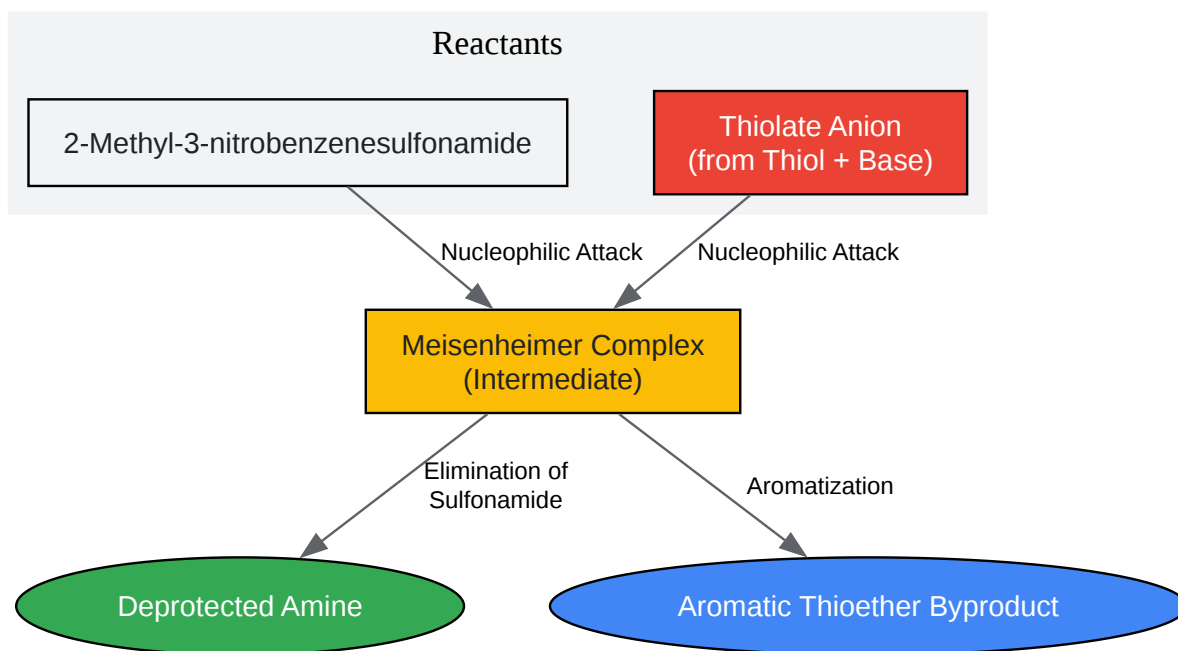 Reactants
2-Methyl-3-nitrobenzenesulfonamide
Thiolate Anion
(from Thiol + Base)
Nucleophilic Attack
Nucleophilic Attack
Meisenheimer Complex
(Intermediate)
Elimination of
Sulfonamide
Aromatization
Deprotected Amine
Aromatic Thioether Byproduct